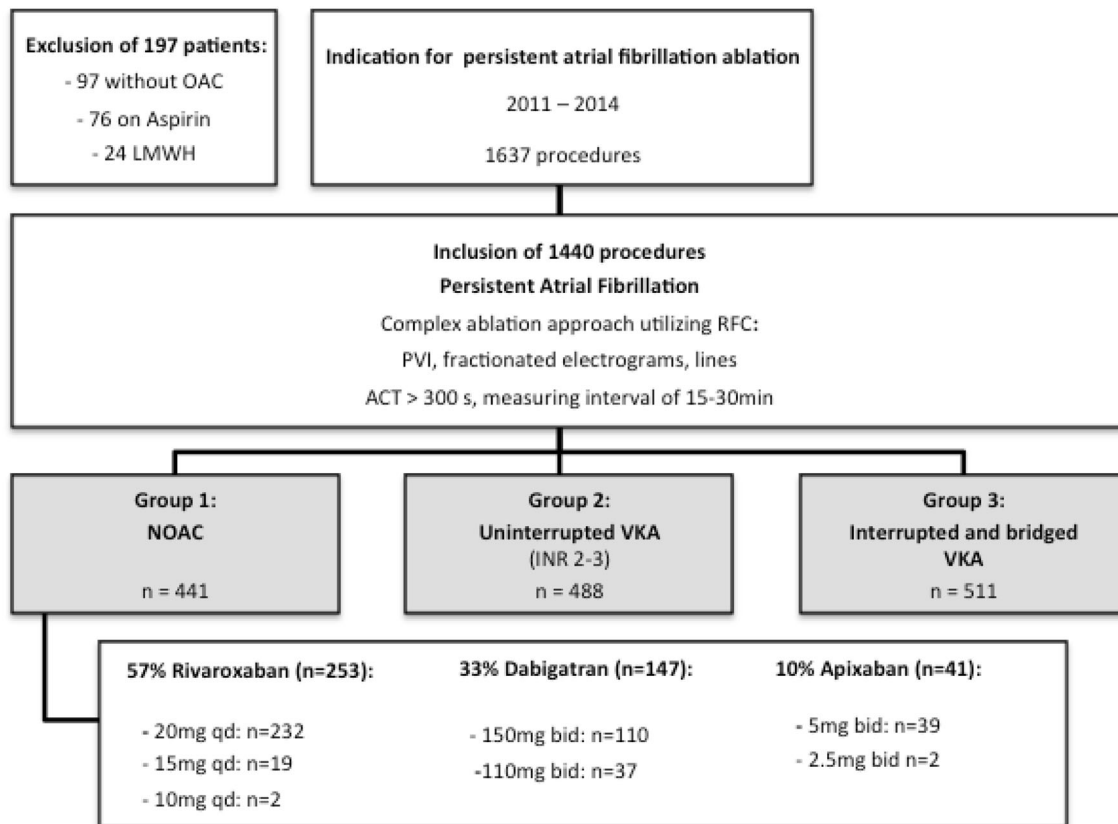 Exclusion of 197 patients:
- 97 without OAC
- 76 on Aspirin
- 24 LMWH
Indication for persistent atrial fibrillation ablation
2011 – 2014
1637 procedures
Inclusion of 1440 procedures
Persistent Atrial Fibrillation
Complex ablation approach utilizing RFC:
PVI, fractionated electrograms, lines
ACT > 300 s, measuring interval of 15-30min
Group 1:
NOAC
n = 441
Group 2:
Uninterrupted VKA
(INR 2-3)
n = 488
Group 3:
Interrupted and bridged
VKA
n = 511
57% Rivaroxaban (n=253):
- 20mg qd: n=232
- 15mg qd: n=19
- 10mg qd: n=2
33% Dabigatran (n=147):
- 150mg bid: n=110
-110mg bid: n=37
10% Apixaban (n=41):
- 5mg bid: n=39
- 2.5mg bid n=2